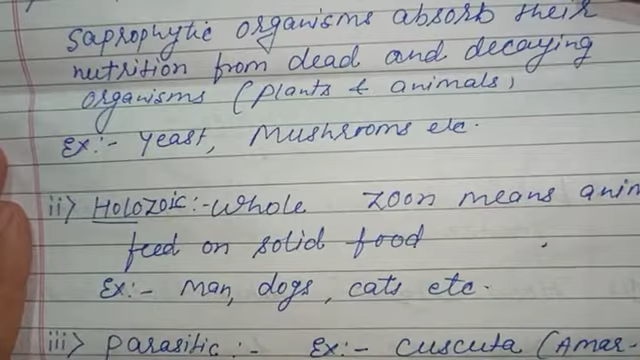 saprophytic organisms absorb their
nutrition from dead and decaying
organisms (plants & animals)
Ex:- yeast, Mushrooms etc.
ii> Holozoic:- whole zoon means anim
feed on solid food
Ex:- Man, dogs, cats etc.
iii> parasitic:- Ex:- cuscuta (Amar-